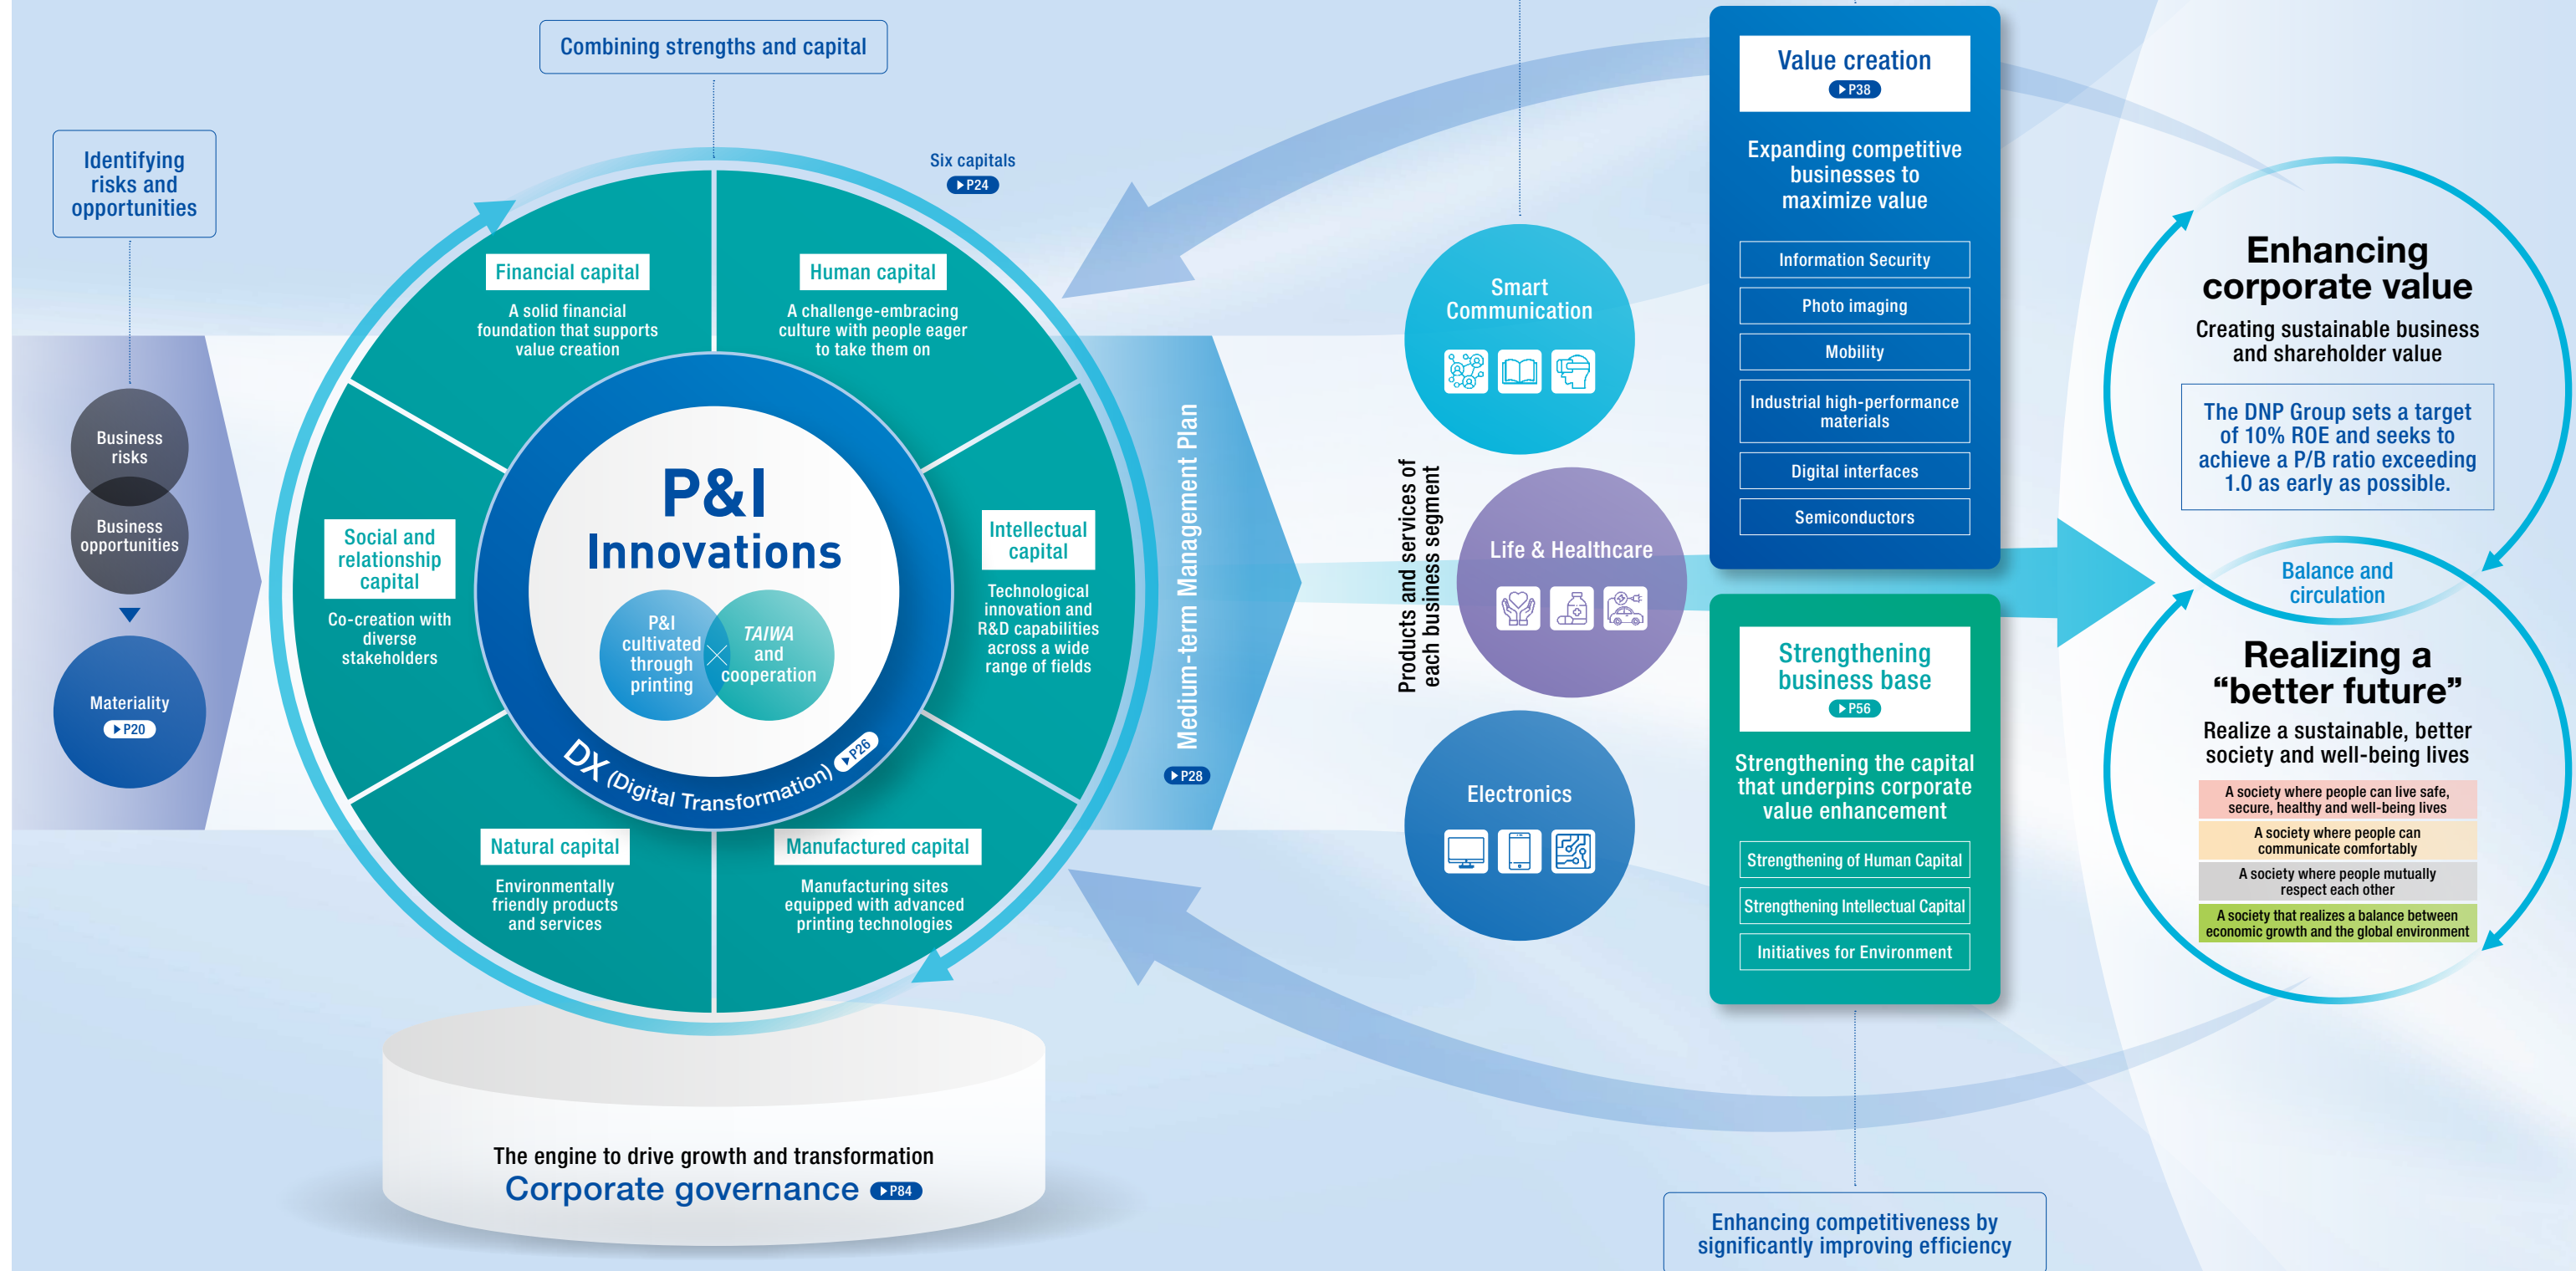 Combining strengths and capital
Identifying
risks and
opportunities
Business
risks
Business
opportunities
Materiality
▶P20
Six capitals
▶P24
Financial capital
A solid financial
foundation that supports
value creation
Human capital
A challenge-embracing
culture with people eager
to take them on
Social and
relationship
capital
Co-creation with
diverse
stakeholders
Intellectual
capital
Technological
innovation and
R&D capabilities
across a wide
range of fields
Natural capital
Environmentally
friendly products
and services
Manufactured capital
Manufacturing sites
equipped with advanced
printing technologies
P&I
Innovations
P&I
cultivated
through
printing
TAIWA
and
cooperation
DX (Digital Transformation) ▶P26
The engine to drive growth and transformation
Corporate governance ▶P84
Medium-term Management Plan
▶P28
Products and services of
each business segment
Smart
Communication
Life & Healthcare
Electronics
Value creation
▶P38
Expanding competitive
businesses to
maximize value
Information Security
Photo imaging
Mobility
Industrial high-performance
materials
Digital interfaces
Semiconductors
Strengthening
business base
▶P56
Strengthening the capital
that underpins corporate
value enhancement
Strengthening of Human Capital
Strengthening Intellectual Capital
Initiatives for Environment
Enhancing competitiveness by
significantly improving efficiency
Enhancing
corporate value
Creating sustainable business
and shareholder value
The DNP Group sets a target
of 10% ROE and seeks to
achieve a P/B ratio exceeding
1.0 as early as possible.
Balance and
circulation
Realizing a
“better future”
Realize a sustainable, better
society and well-being lives
A society where people can live safe,
secure, healthy and well-being lives
A society where people can
communicate comfortably
A society where people mutually
respect each other
A society that realizes a balance between
economic growth and the global environment